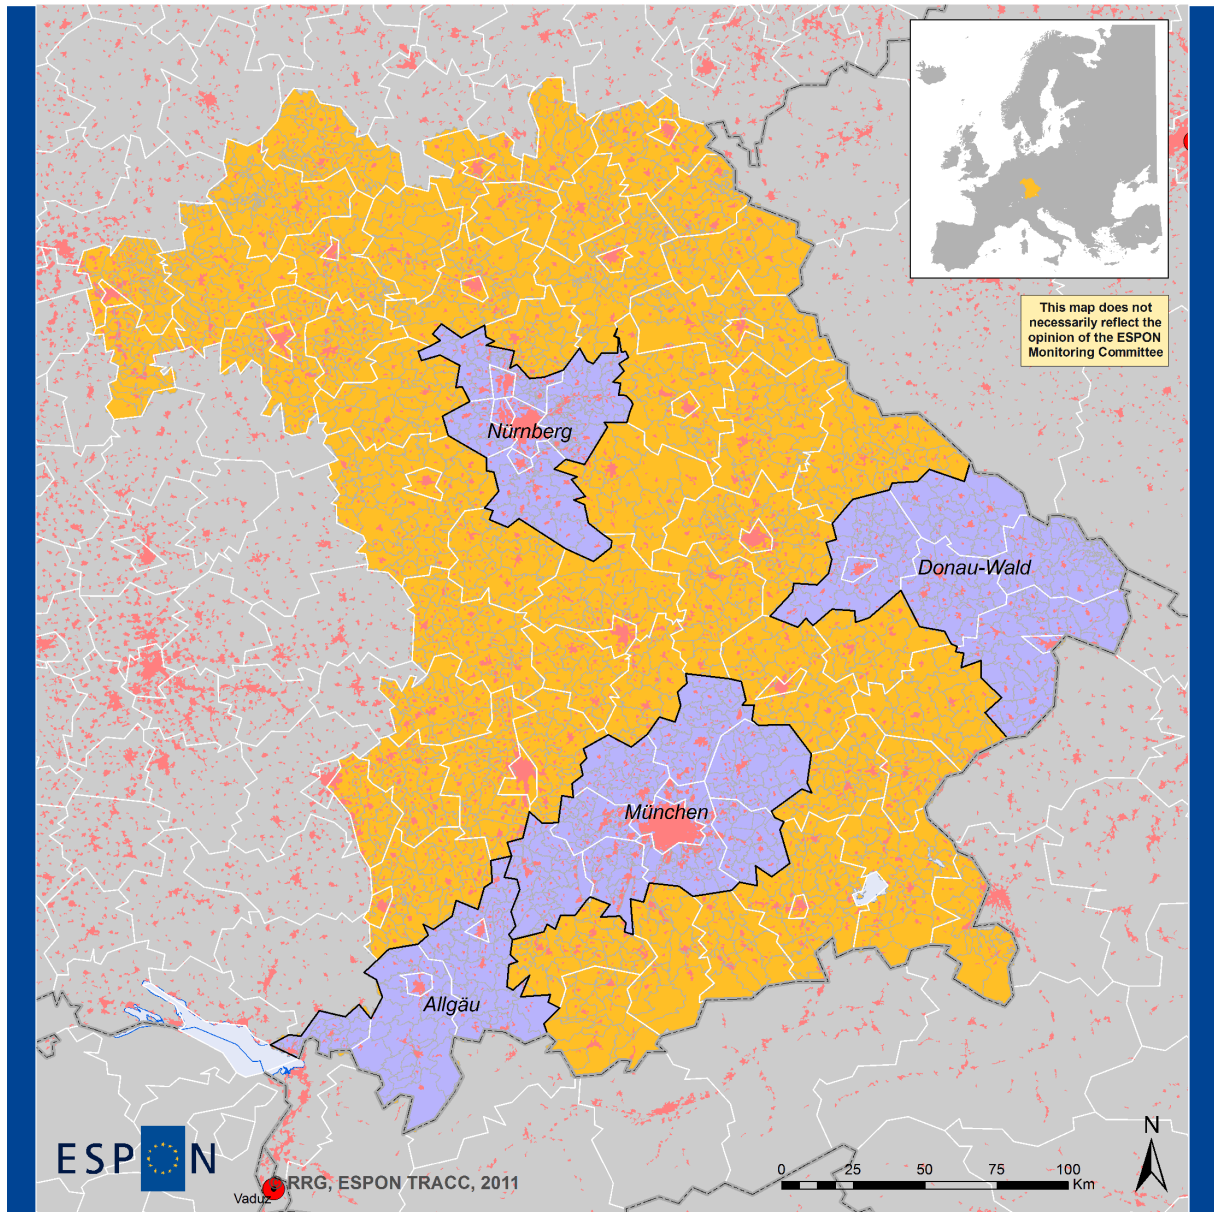 This map does not
necessarily reflect the
opinion of the ESPON
Monitoring Committee
Nürnberg
Donau-Wald
München
Allgäu
ESPON
RRG, ESPON TRACC, 2011
Vaduz
N
0 25 50 75 100
Km